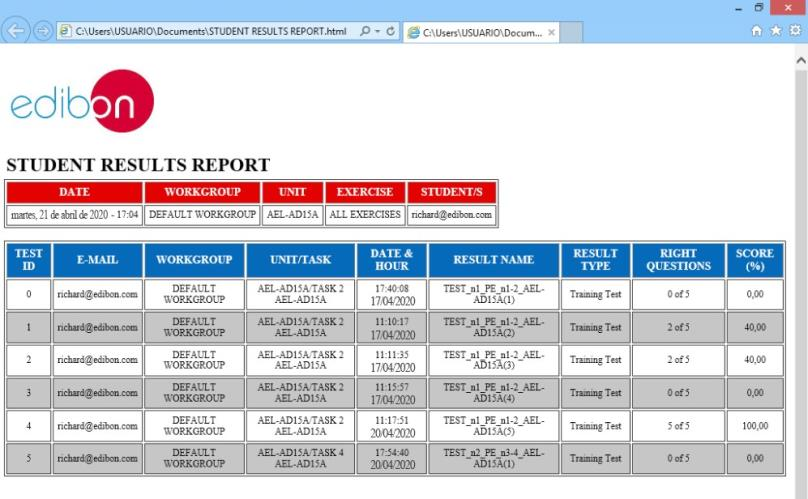 C:\Users\USUARIO\Documents\STUDENT RESULTS REPORT.html
C:\Users\USUARIO\Docum...
edibon
STUDENT RESULTS REPORT
DATE WORKGROUP UNIT EXERCISE STUDENT/S
martes, 21 de abril de 2020 - 17:04 DEFAULT WORKGROUP AEL-AD15A ALL EXERCISES richard@edibon.com
TEST ID E-MAIL WORKGROUP UNIT/TASK DATE & HOUR RESULT NAME RESULT TYPE RIGHT QUESTIONS SCORE (%)
0 richard@edibon.com DEFAULT WORKGROUP AEL-AD15A/TASK 2 AEL-AD15A 17:40:08 17/04/2020 TEST_n1_PE_n1-2_AEL-AD15A(1) Training Test 0 of 5 0,00
1 richard@edibon.com DEFAULT WORKGROUP AEL-AD15A/TASK 2 AEL-AD15A 11:10:17 17/04/2020 TEST_n1_PE_n1-2_AEL-AD15A(2) Training Test 2 of 5 40,00
2 richard@edibon.com DEFAULT WORKGROUP AEL-AD15A/TASK 2 AEL-AD15A 11:11:35 17/04/2020 TEST_n1_PE_n1-2_AEL-AD15A(3) Training Test 2 of 5 40,00
3 richard@edibon.com DEFAULT WORKGROUP AEL-AD15A/TASK 2 AEL-AD15A 11:15:57 17/04/2020 TEST_n1_PE_n1-2_AEL-AD15A(4) Training Test 0 of 5 0,00
4 richard@edibon.com DEFAULT WORKGROUP AEL-AD15A/TASK 2 AEL-AD15A 11:17:51 20/04/2020 TEST_n1_PE_n1-2_AEL-AD15A(5) Training Test 5 of 5 100,00
5 richard@edibon.com DEFAULT WORKGROUP AEL-AD15A/TASK 4 AEL-AD15A 17:54:40 20/04/2020 TEST_n2_PE_n3-4_AEL-AD15A(1) Training Test 0 of 5 0,00